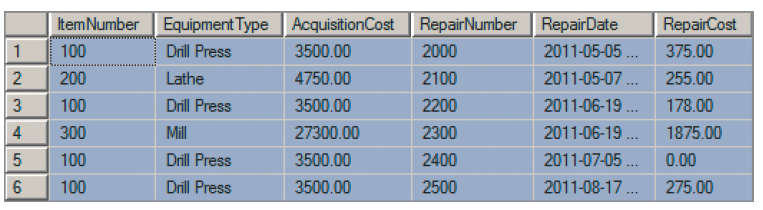 ItemNumber EquipmentType AcquisitionCost RepairNumber RepairDate RepairCost
1 100 Drill Press 3500.00 2000 2011-05-05 ... 375.00
2 200 Lathe 4750.00 2100 2011-05-07 ... 255.00
3 100 Drill Press 3500.00 2200 2011-06-19 ... 178.00
4 300 Mill 27300.00 2300 2011-06-19 ... 1875.00
5 100 Drill Press 3500.00 2400 2011-07-05 ... 0.00
6 100 Drill Press 3500.00 2500 2011-08-17 ... 275.00